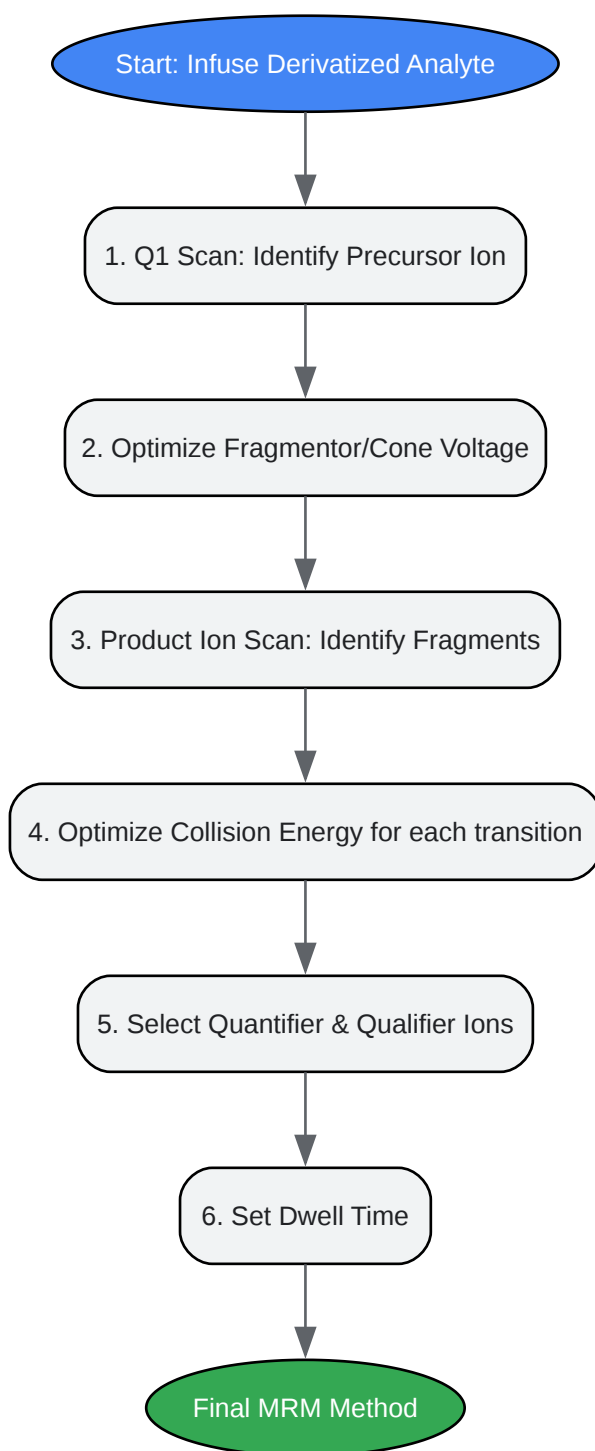 Start: Infuse Derivatized Analyte
1. Q1 Scan: Identify Precursor Ion
2. Optimize Fragmentor/Cone Voltage
3. Product Ion Scan: Identify Fragments
4. Optimize Collision Energy for each transition
5. Select Quantifier & Qualifier Ions
6. Set Dwell Time
Final MRM Method